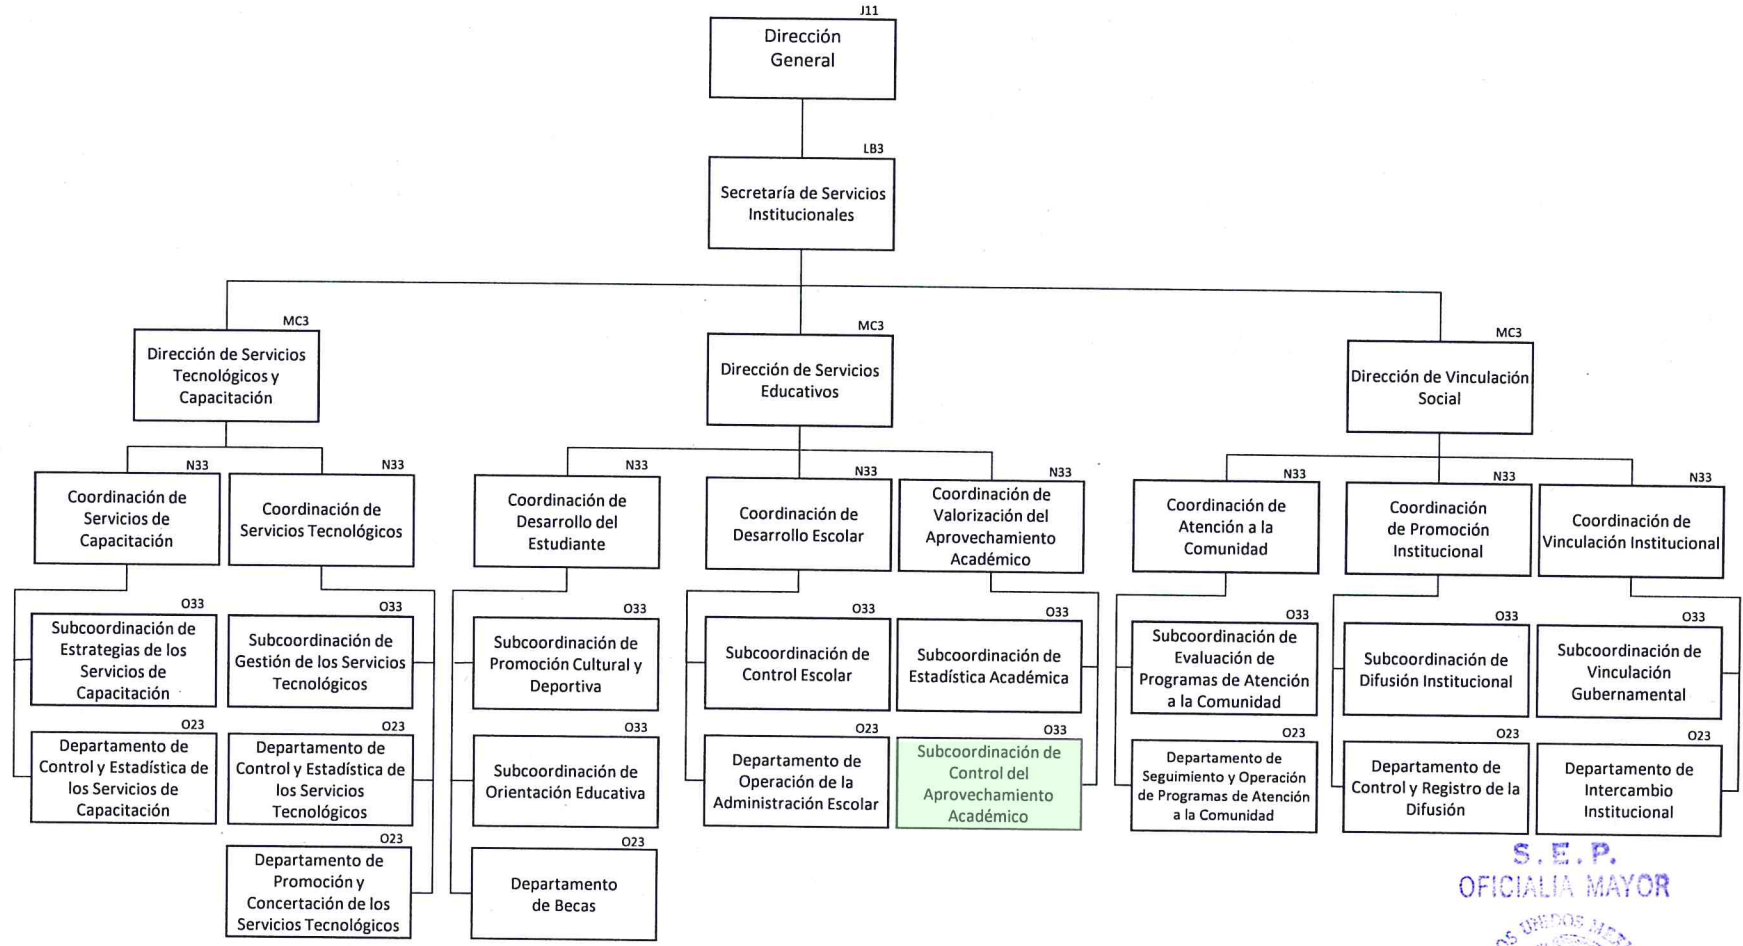 J11
Dirección
General
LB3
Secretaría de Servicios
Institucionales
MC3
Dirección de Servicios
Tecnológicos y
Capacitación
MC3
Dirección de Servicios
Educativos
MC3
Dirección de Vinculación
Social
N33
Coordinación de
Servicios de
Capacitación
N33
Coordinación de
Servicios Tecnológicos
N33
Coordinación de
Desarrollo del
Estudiante
N33
Coordinación de
Desarrollo Escolar
N33
Coordinación de
Valorización del
Aprovechamiento
Académico
N33
Coordinación de
Atención a la
Comunidad
N33
Coordinación
de Promoción
Institucional
N33
Coordinación de
Vinculación Institucional
O33
Subcoordinación de
Estrategias de los
Servicios de
Capacitación
O33
Subcoordinación de
Gestión de los Servicios
Tecnológicos
O33
Subcoordinación de
Promoción Cultural y
Deportiva
O33
Subcoordinación de
Control Escolar
O33
Subcoordinación de
Estadística Académica
O33
Subcoordinación de
Evaluación de
Programas de Atención
a la Comunidad
O33
Subcoordinación de
Difusión Institucional
O33
Subcoordinación de
Vinculación
Gubernamental
O23
Departamento de
Control y Estadística de
los Servicios de
Capacitación
O23
Departamento de
Control y Estadística de
los Servicios
Tecnológicos
O33
Subcoordinación de
Orientación Educativa
O23
Departamento de
Operación de la
Administración Escolar
O33
Subcoordinación de
Control del
Aprovechamiento
Académico
O23
Departamento de
Seguimiento y Operación
de Programas de Atención
a la Comunidad
O23
Departamento de
Control y Registro de la
Difusión
O23
Departamento de
Intercambio
Institucional
O23
Departamento de
Promoción y
Concertación de los
Servicios Tecnológicos
O23
Departamento
de Becas
S.E.P.
OFICIALIA MAYOR